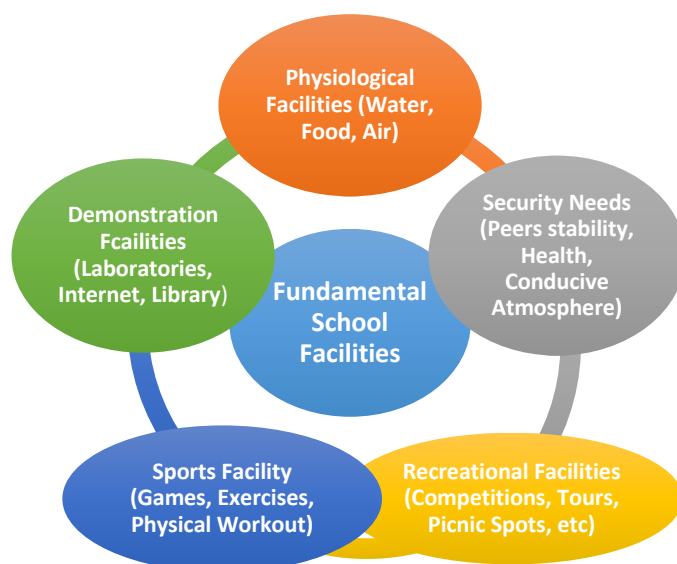 Physiological
Facilities (Water,
Food, Air)
Security Needs
(Peers stability,
Health,
Conducive
Atmosphere)
Demonstration
Fcailities
(Laboratories,
Internet, Library)
Fundamental
School
Facilities
Sports Facility
(Games, Exercises,
Physical Workout)
Recreational Facilities
(Competitions, Tours,
Picnic Spots, etc)